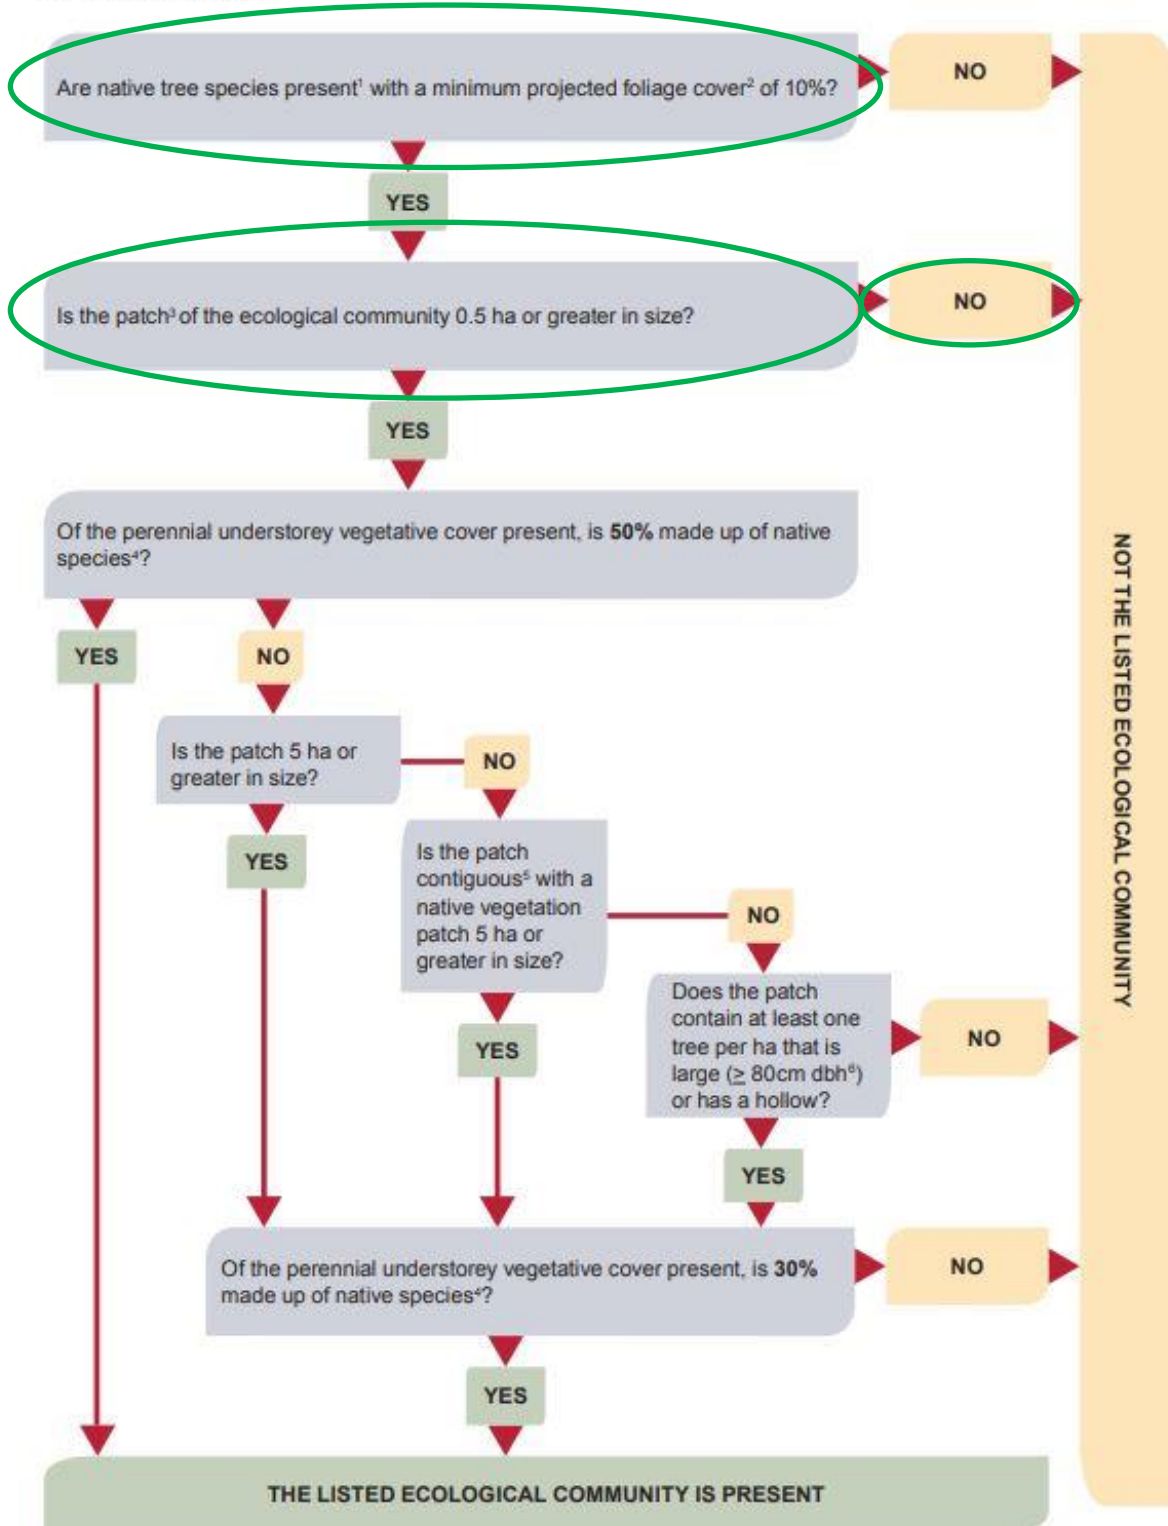 Are native tree species present¹ with a minimum projected foliage cover² of 10%?
NO
YES
Is the patch³ of the ecological community 0.5 ha or greater in size?
NO
YES
Of the perennial understorey vegetative cover present, is 50% made up of native
species⁴?
YES
NO
Is the patch 5 ha or
greater in size?
NO
YES
Is the patch
contiguous⁵ with a
native vegetation
patch 5 ha or
greater in size?
NO
YES
Does the patch
contain at least one
tree per ha that is
large (≥ 80cm dbh⁶)
or has a hollow?
NO
YES
Of the perennial understorey vegetative cover present, is 30%
made up of native species⁴?
NO
YES
THE LISTED ECOLOGICAL COMMUNITY IS PRESENT
NOT THE LISTED ECOLOGICAL COMMUNITY